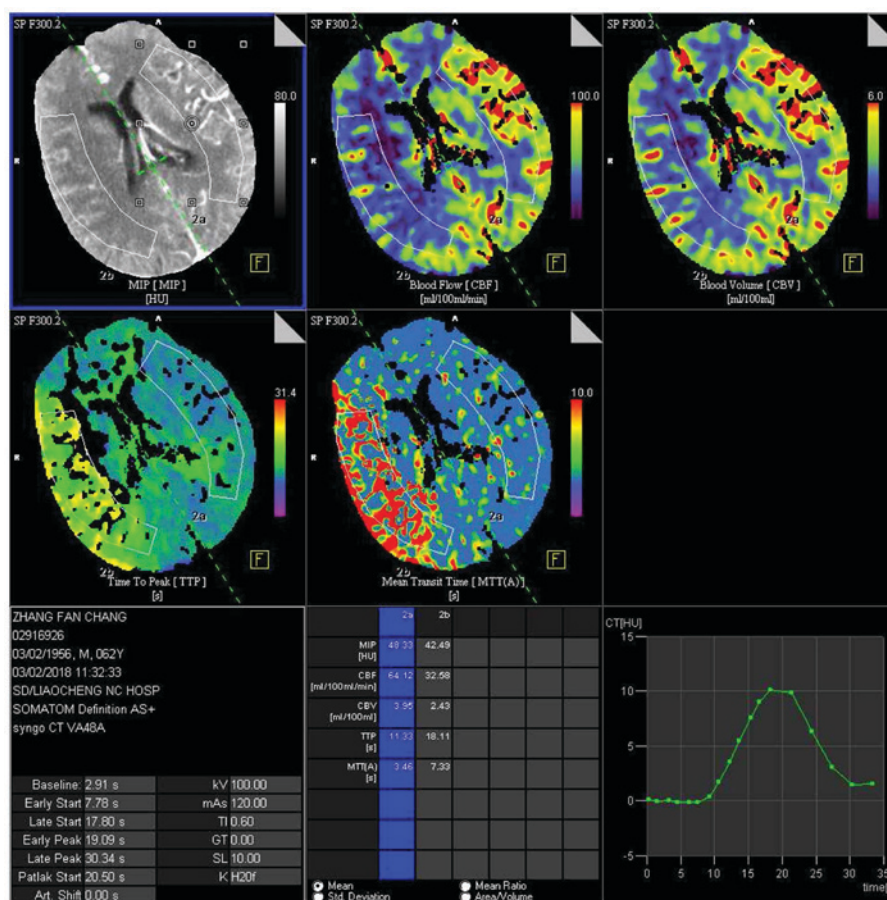 SP F300.2
A
80.0
R
2a
2b
F
MIP [ MIP ]
[HU]
SP F300.2
A
100.0
R
2a
2b
F
Blood Flow [ CBF ]
[ml/100ml/min]
SP F300.2
A
6.0
R
2a
2b
F
Blood Volume [ CBV ]
[ml/100ml]
SP F300.2
A
31.4
R
2a
2b
F
Time To Peak [ TTP ]
[s]
SP F300.2
A
10.0
R
2a
2b
F
Mean Transit Time [ MTT(A) ]
[s]
ZHANG FAN CHANG
02916926
03/02/1956, M, 062Y
03/02/2018 11:32:33
SD/LIAOCHENG NC HOSP
SOMATOM Definition AS+
syngo CT VA48A
Baseline: 2.91 s kV 100.00
Early Start 7.78 s mAs 120.00
Late Start 17.80 s TI 0.60
Early Peak 19.09 s GT 0.00
Late Peak 30.34 s SL 10.00
Patlak Start 20.50 s K H20f
Art. Shift 0.00 s
2a 2b
MIP 48.33 42.49
[HU]
CBF 64.12 32.58
[ml/100ml/min]
CBV 3.95 2.43
[ml/100ml]
TTP 11.33 18.11
[s]
MTT(A) 3.46 7.33
[s]
Mean Mean Ratio
Std. Deviation Area/Volume
CT[HU]
15
10
5
0
-5
0 5 10 15 20 25 30 35
time[